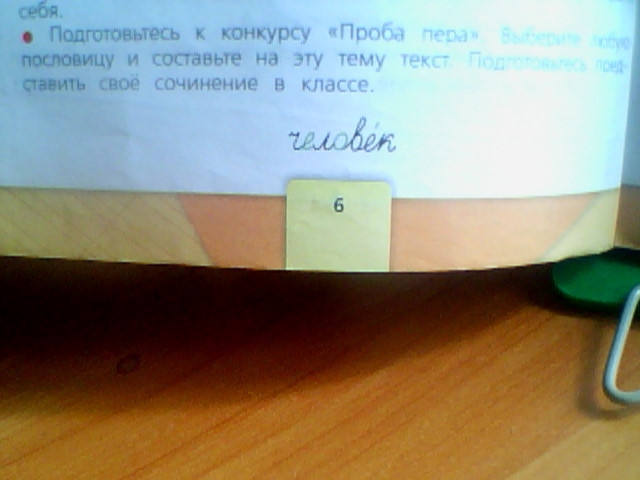 себя.
• Подготовьтесь к конкурсу «Проба пера». Выберите любую
пословицу и составьте на эту тему текст. Подготовьтесь пред-
ставить своё сочинение в классе.
челове́к
6